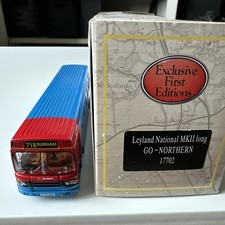 718 DURHAM
Exclusive
First
Editions
Leyland National MKII long
GO-NORTHERN
17702